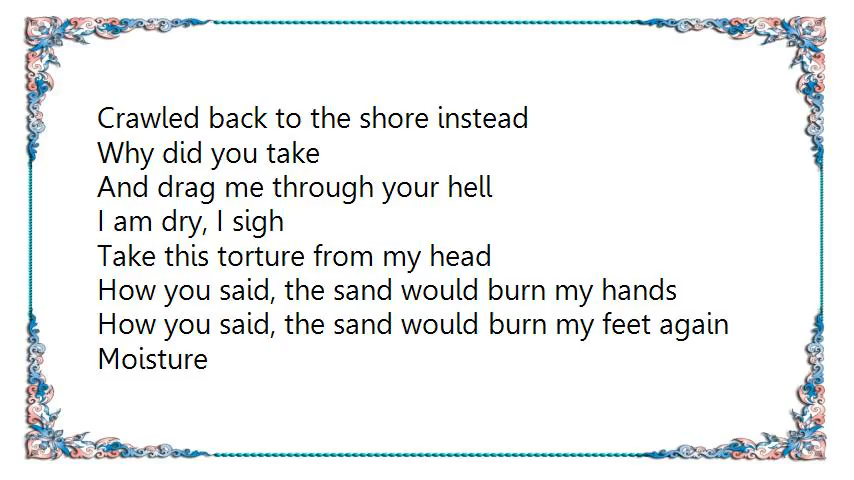 Crawled back to the shore instead
Why did you take
And drag me through your hell
I am dry, I sigh
Take this torture from my head
How you said, the sand would burn my hands
How you said, the sand would burn my feet again
Moisture